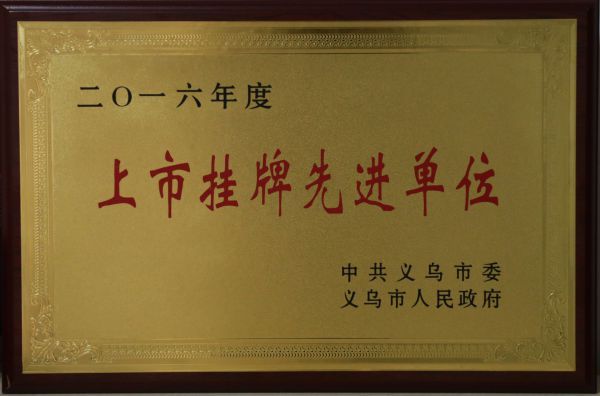 二〇一六年度
上市挂牌先进单位
中共义乌市委
义乌市人民政府